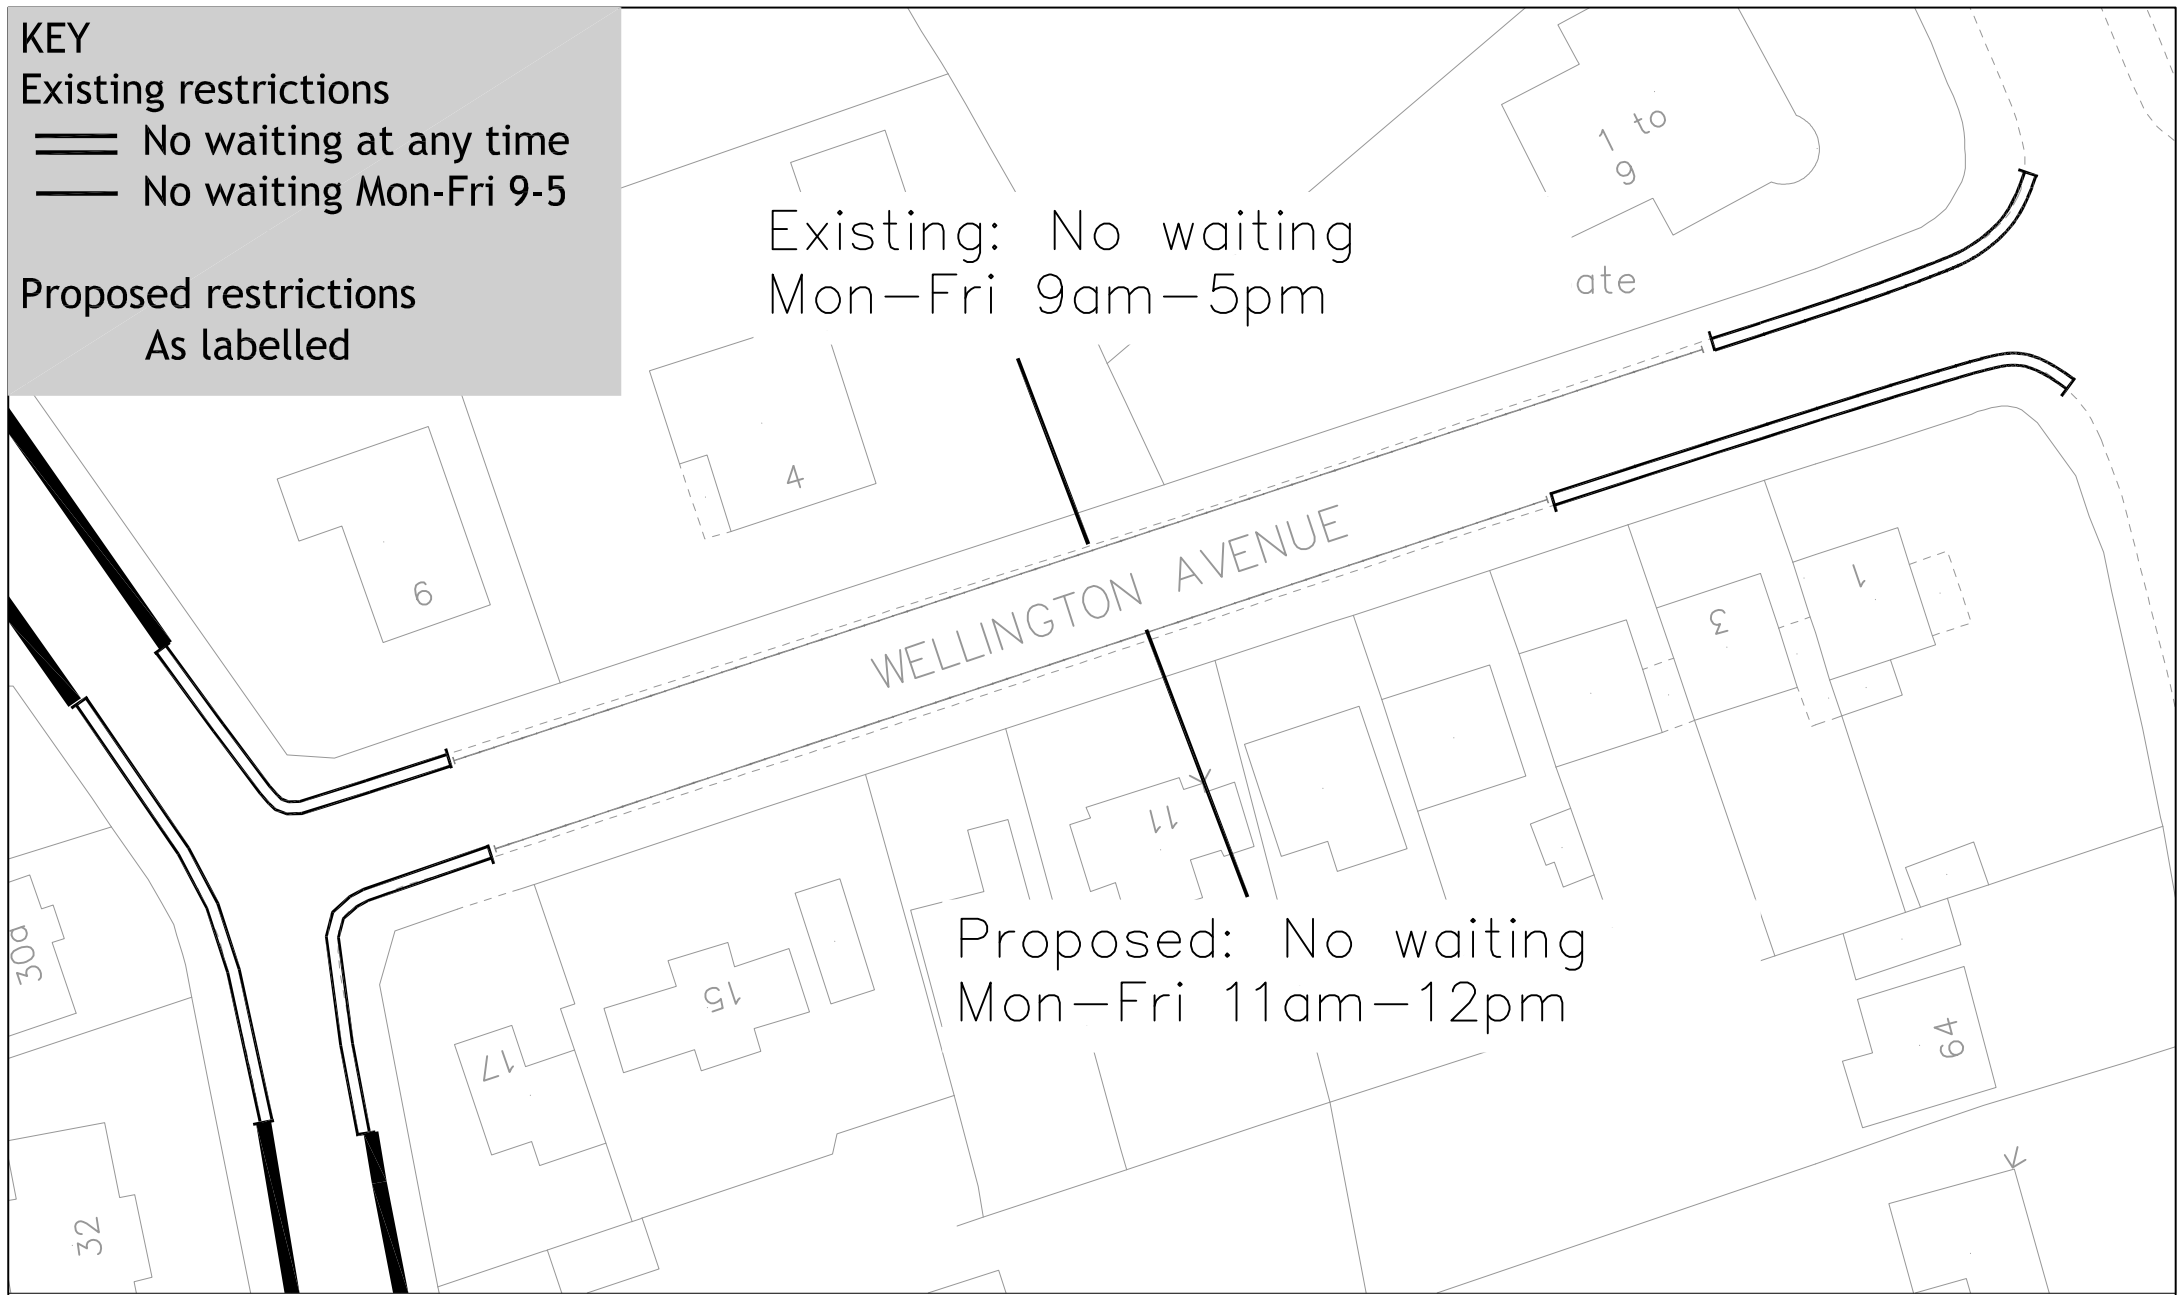 KEY
Existing restrictions
No waiting at any time
No waiting Mon-Fri 9-5
Proposed restrictions
As labelled
1 to
9
Existing: No waiting
Mon-Fri 9am-5pm
ate
4
6
WELLINGTON AVENUE
1
3
11
30a
15
17
Proposed: No waiting
Mon-Fri 11am-12pm
64
32